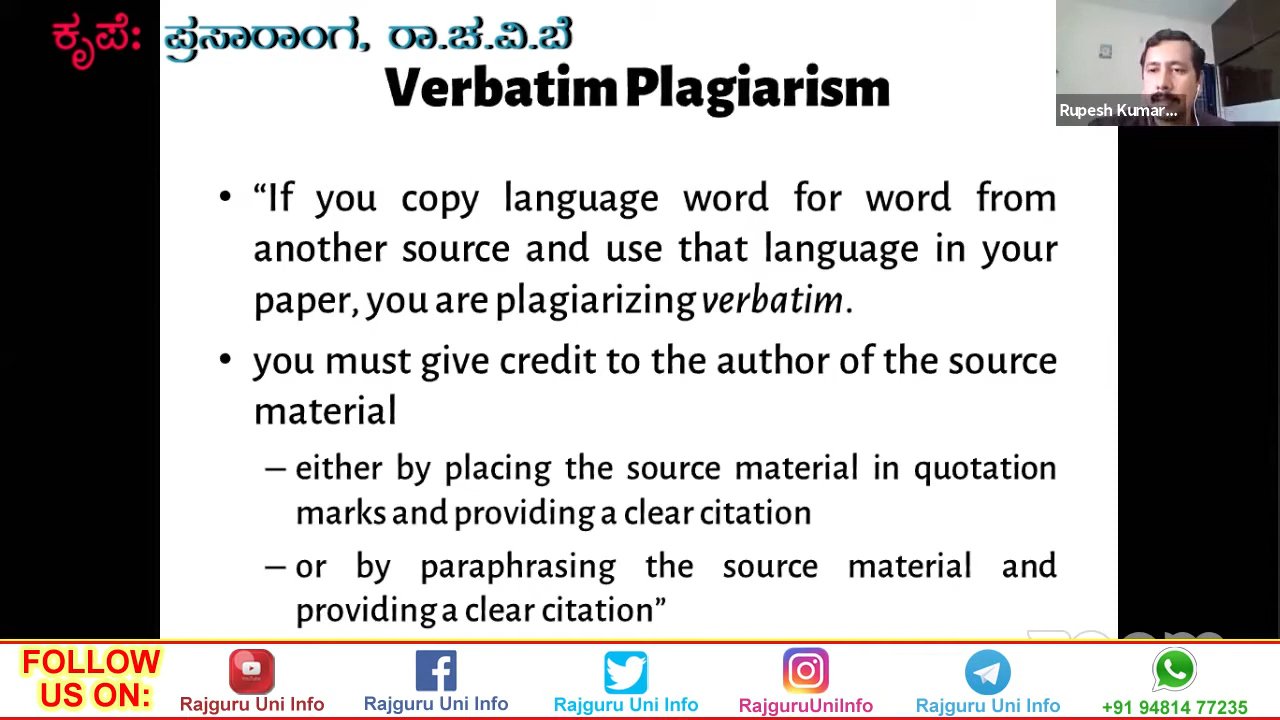 ಕೃಪೆ: ಪ್ರಸಾರಾಂಗ, ರಾ.ಚ.ವಿ.ಬೆ
Verbatim Plagiarism
Rupesh Kumar...
• “If you copy language word for word from
another source and use that language in your
paper, you are plagiarizing verbatim.
• you must give credit to the author of the source
material
– either by placing the source material in quotation
marks and providing a clear citation
– or by paraphrasing the source material and
providing a clear citation”
zoom
FOLLOW
US ON:
YouTube
Rajguru Uni Info
Rajguru Uni Info
Rajguru Uni Info
RajguruUniInfo
Rajguru Uni Info
+91 94814 77235